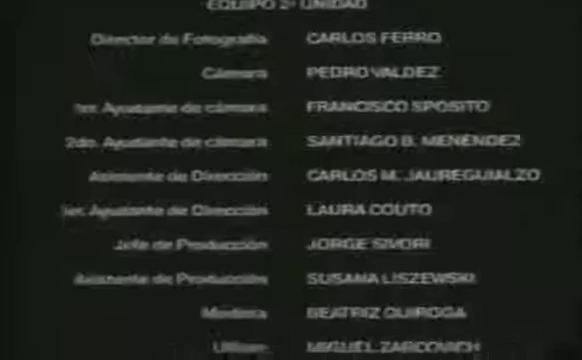 EQUIPO 2ª UNIDAD
Director de Fotografía CARLOS FERRO
Cámara PEDRO VALDEZ
1er. Ayudante de cámara FRANCISCO SPOSITO
2do. Ayudante de cámara SANTIAGO B. MENENDEZ
Asistente de Dirección CARLOS M. JAUREGUIALZO
1er. Ayudante de Dirección LAURA COUTO
Jefe de Producción JORGE SIVORI
Asistente de Producción SUSANA LISZEWSKI
BEATRIZ QUIROGA
Utilero MIGUEL ZARCOVICH